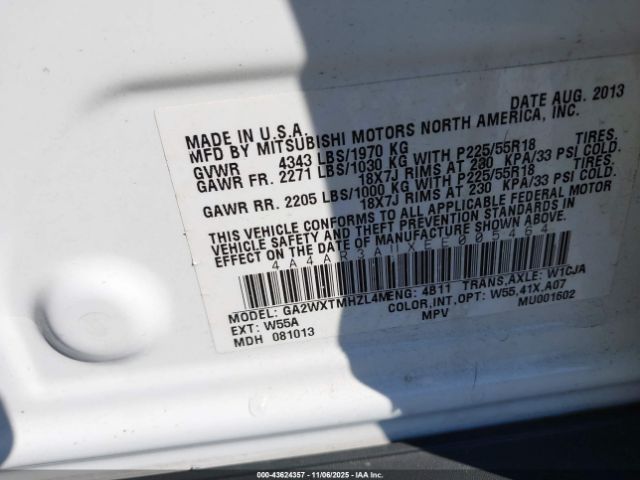 DATE AUG. 2013
MADE IN U.S.A.
MFD BY MITSUBISHI MOTORS NORTH AMERICA, INC.
GVWR 4343 LBS/1970 KG
GAWR FR. 2271 LBS/1030 KG WITH P225/55R18 TIRES.
18X7J RIMS AT 230 KPA/33 PSI COLD.
GAWR RR. 2205 LBS/1000 KG WITH P225/55R18 TIRES.
18X7J RIMS AT 230 KPA/33 PSI COLD.
THIS VEHICLE CONFORMS TO ALL APPLICABLE FEDERAL MOTOR
VEHICLE SAFETY AND THEFT PREVENTION STANDARDS IN
EFFECT ON THE DATE OF MANUFACTURE SHOWN ABOVE.
MODEL: GA2WXTMHZL4M ENG: 4B11 TRANS,AXLE: W1CJA
EXT: W55A COLOR,INT,OPT: W55,41X,A07
MDH 081013 MPV MU001602
00-43624357 - 11/06/2025 - IAA Inc.